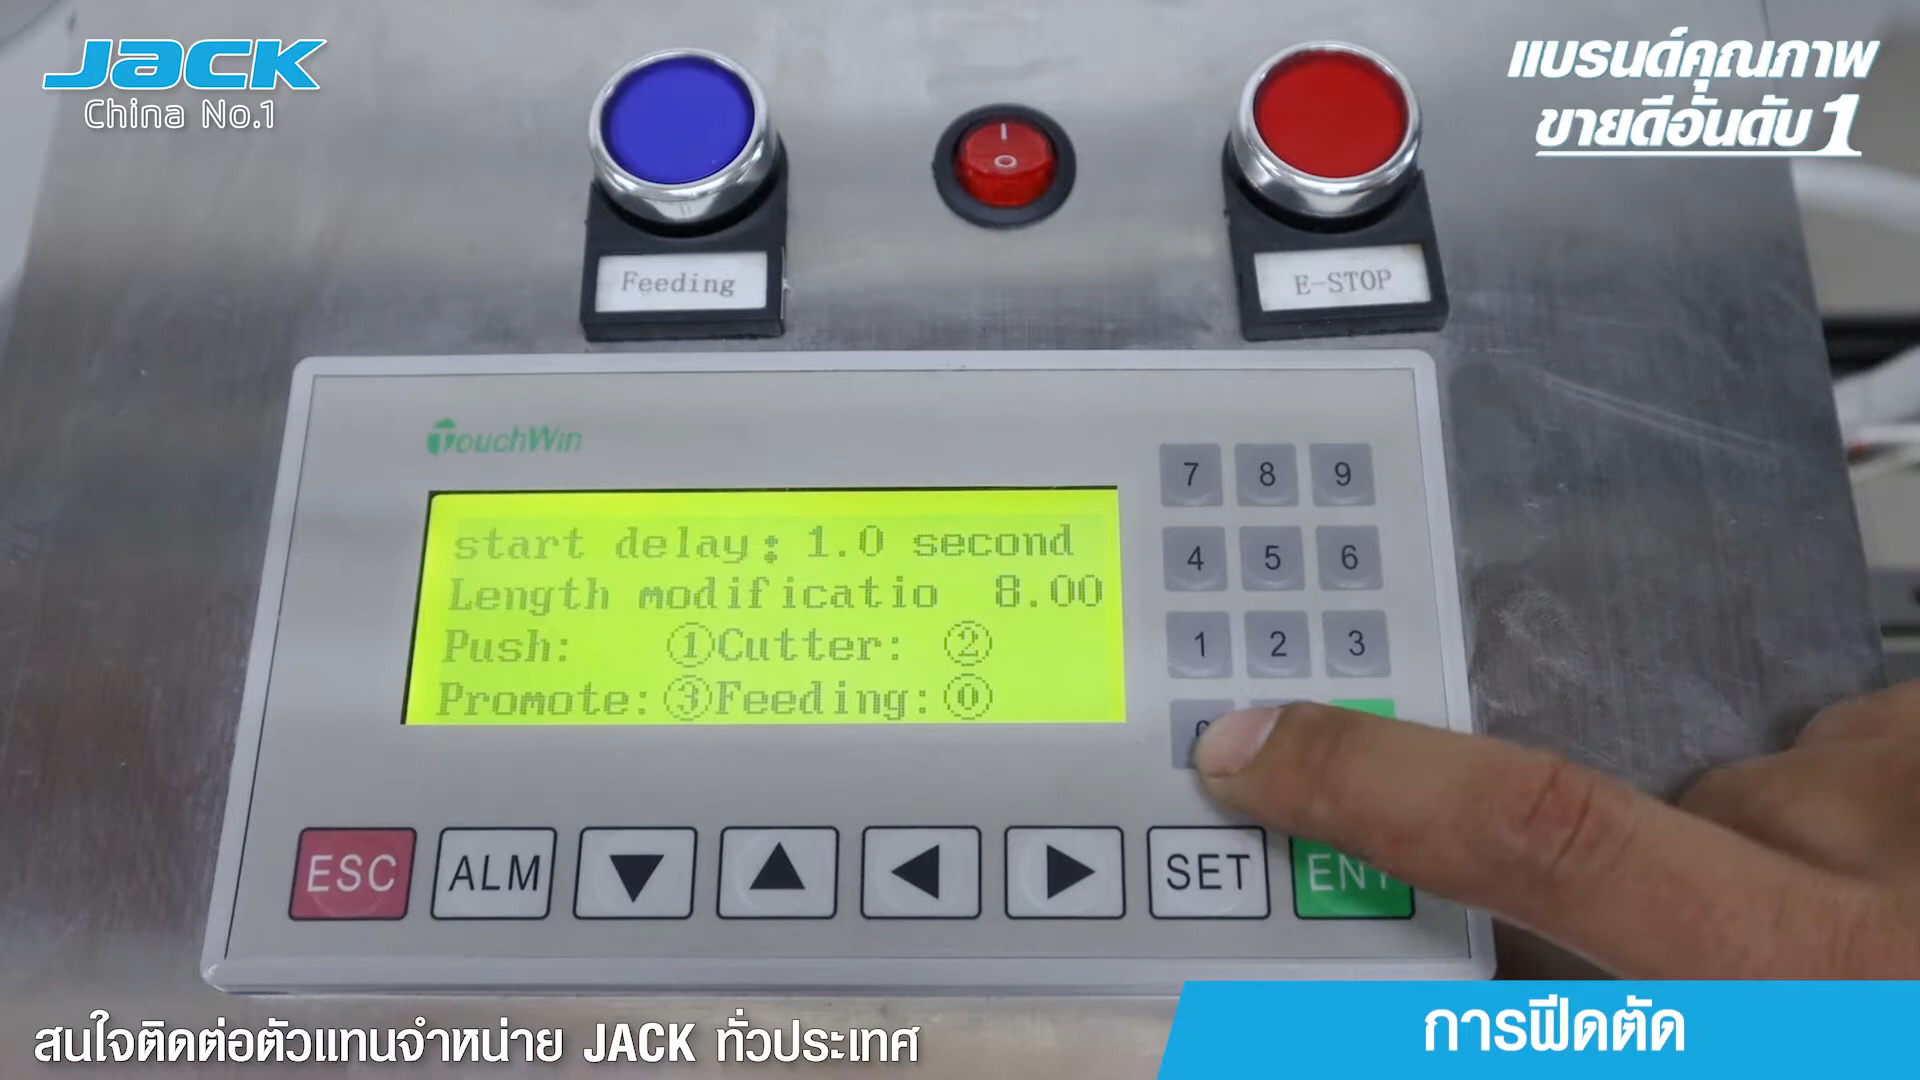 JACK
China No.1
แบรนด์คุณภาพ
ขายดีอันดับ 1
Feeding
E-STOP
TouchWin
start delay: 1.0 second
Length modificatio 8.00
Push: ①Cutter: ②
Promote:③Feeding:⓪
7 8 9
4 5 6
1 2 3
ESC ALM SET ENT
สนใจติดต่อตัวแทนจำหน่าย JACK ทั่วประเทศ
การฟีดตัด